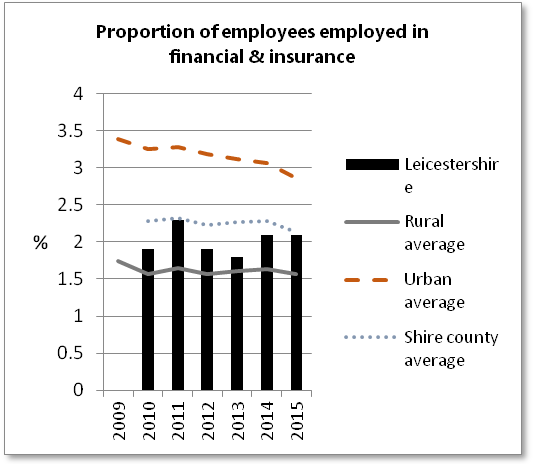 Proportion of employees employed in
financial & insurance
4
3.5
3
2.5
2
1.5
1
0.5
0
%
2009
2010
2011
2012
2013
2014
2015
Leicestershir
e
Rural
average
Urban
average
Shire county
average